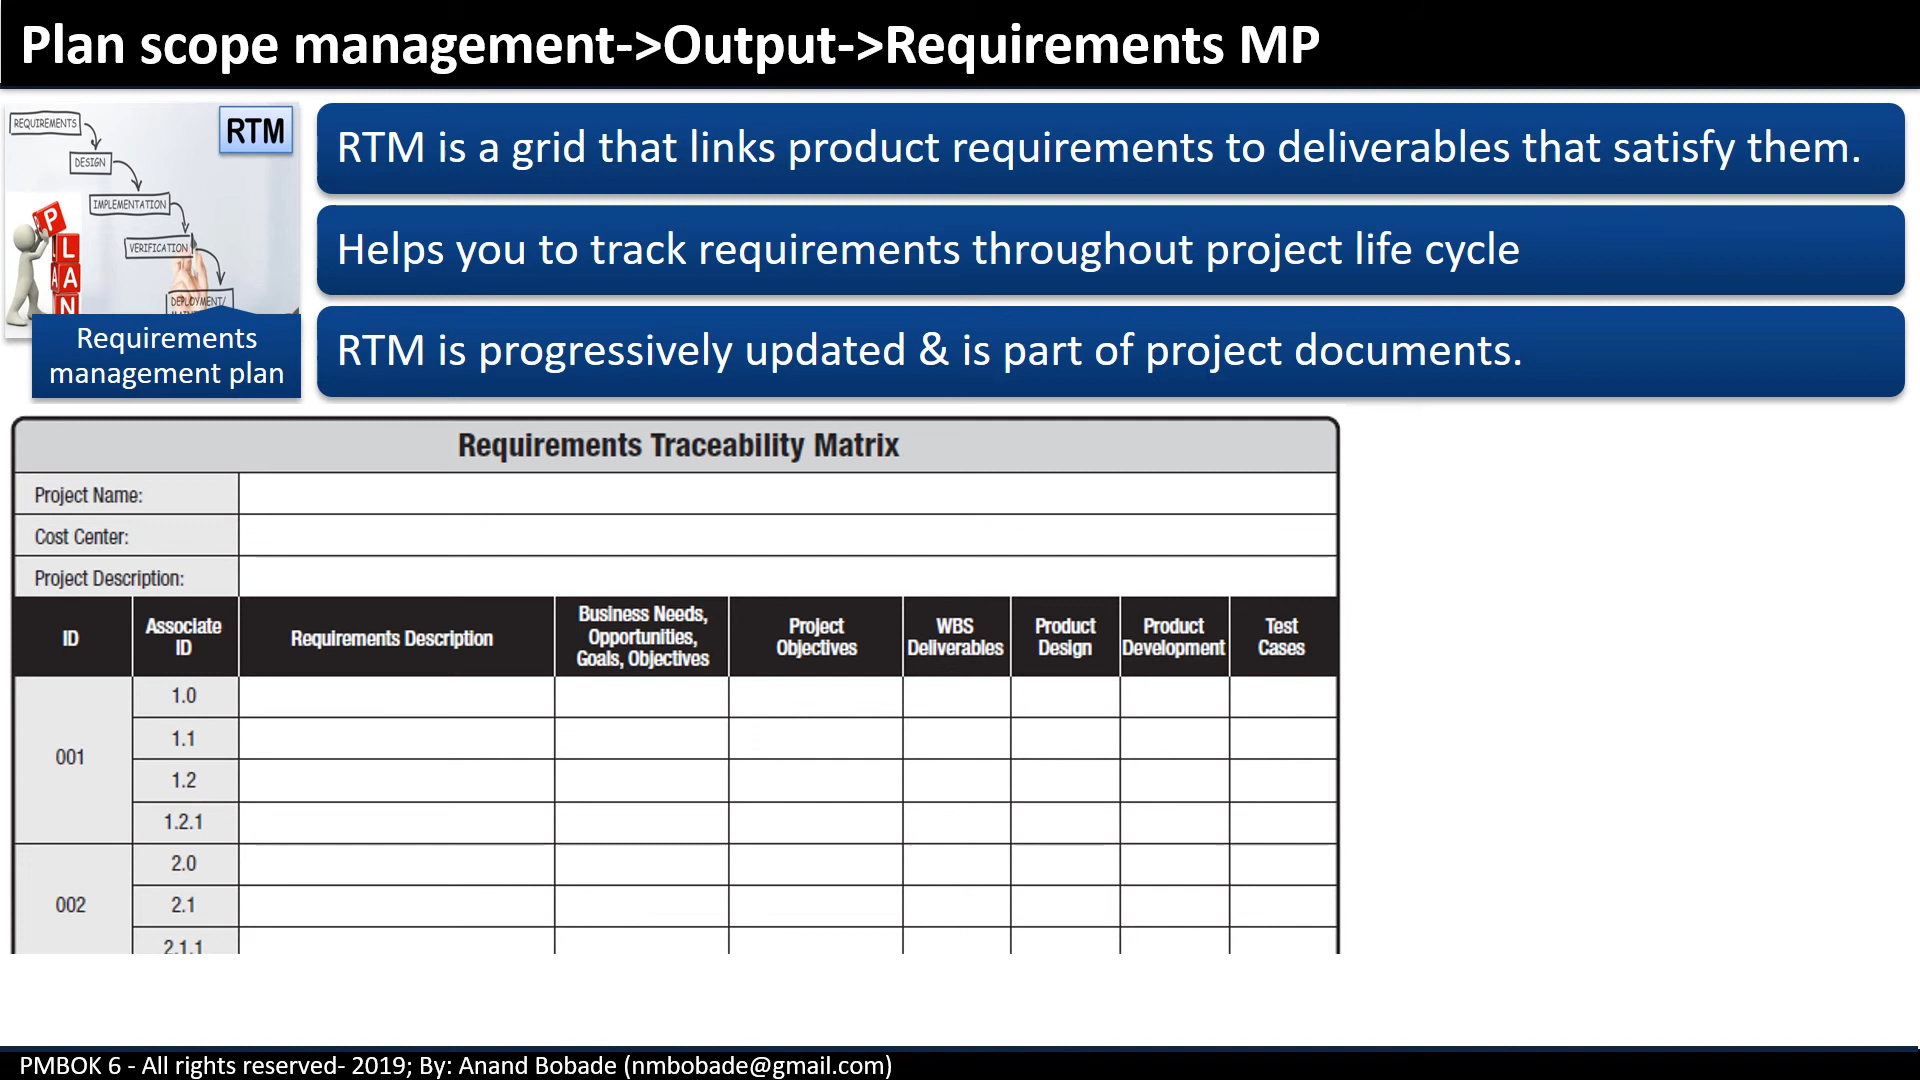 Plan scope management->Output->Requirements MP
REQUIREMENTS
DESIGN
IMPLEMENTATION
VERIFICATION
DEPLOYMENT/
RTM
P
L
A
N
Requirements
management plan
RTM is a grid that links product requirements to deliverables that satisfy them.
Helps you to track requirements throughout project life cycle
RTM is progressively updated & is part of project documents.
Requirements Traceability Matrix
Project Name:
Cost Center:
Project Description:
ID
Associate
ID
Requirements Description
Business Needs,
Opportunities,
Goals, Objectives
Project
Objectives
WBS
Deliverables
Product
Design
Product
Development
Test
Cases
001
1.0
1.1
1.2
1.2.1
002
2.0
2.1
2.1.1
PMBOK 6 - All rights reserved- 2019; By: Anand Bobade (nmbobade@gmail.com)